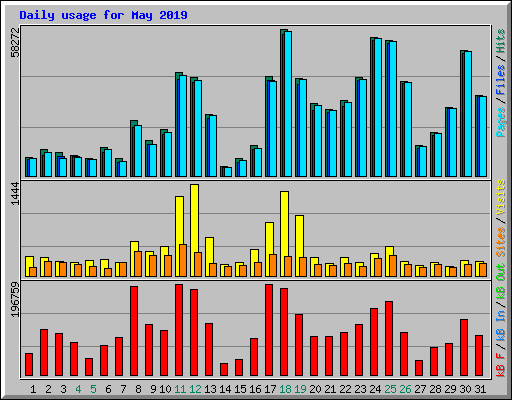 Daily usage for May 2019
58272
Pages / Files / Hits
1444
Sites / Visits
196759
kB F / kB In / kB Out
1 2 3 4 5 6 7 8 9 10 11 12 13 14 15 16 17 18 19 20 21 22 23 24 25 26 27 28 29 30 31